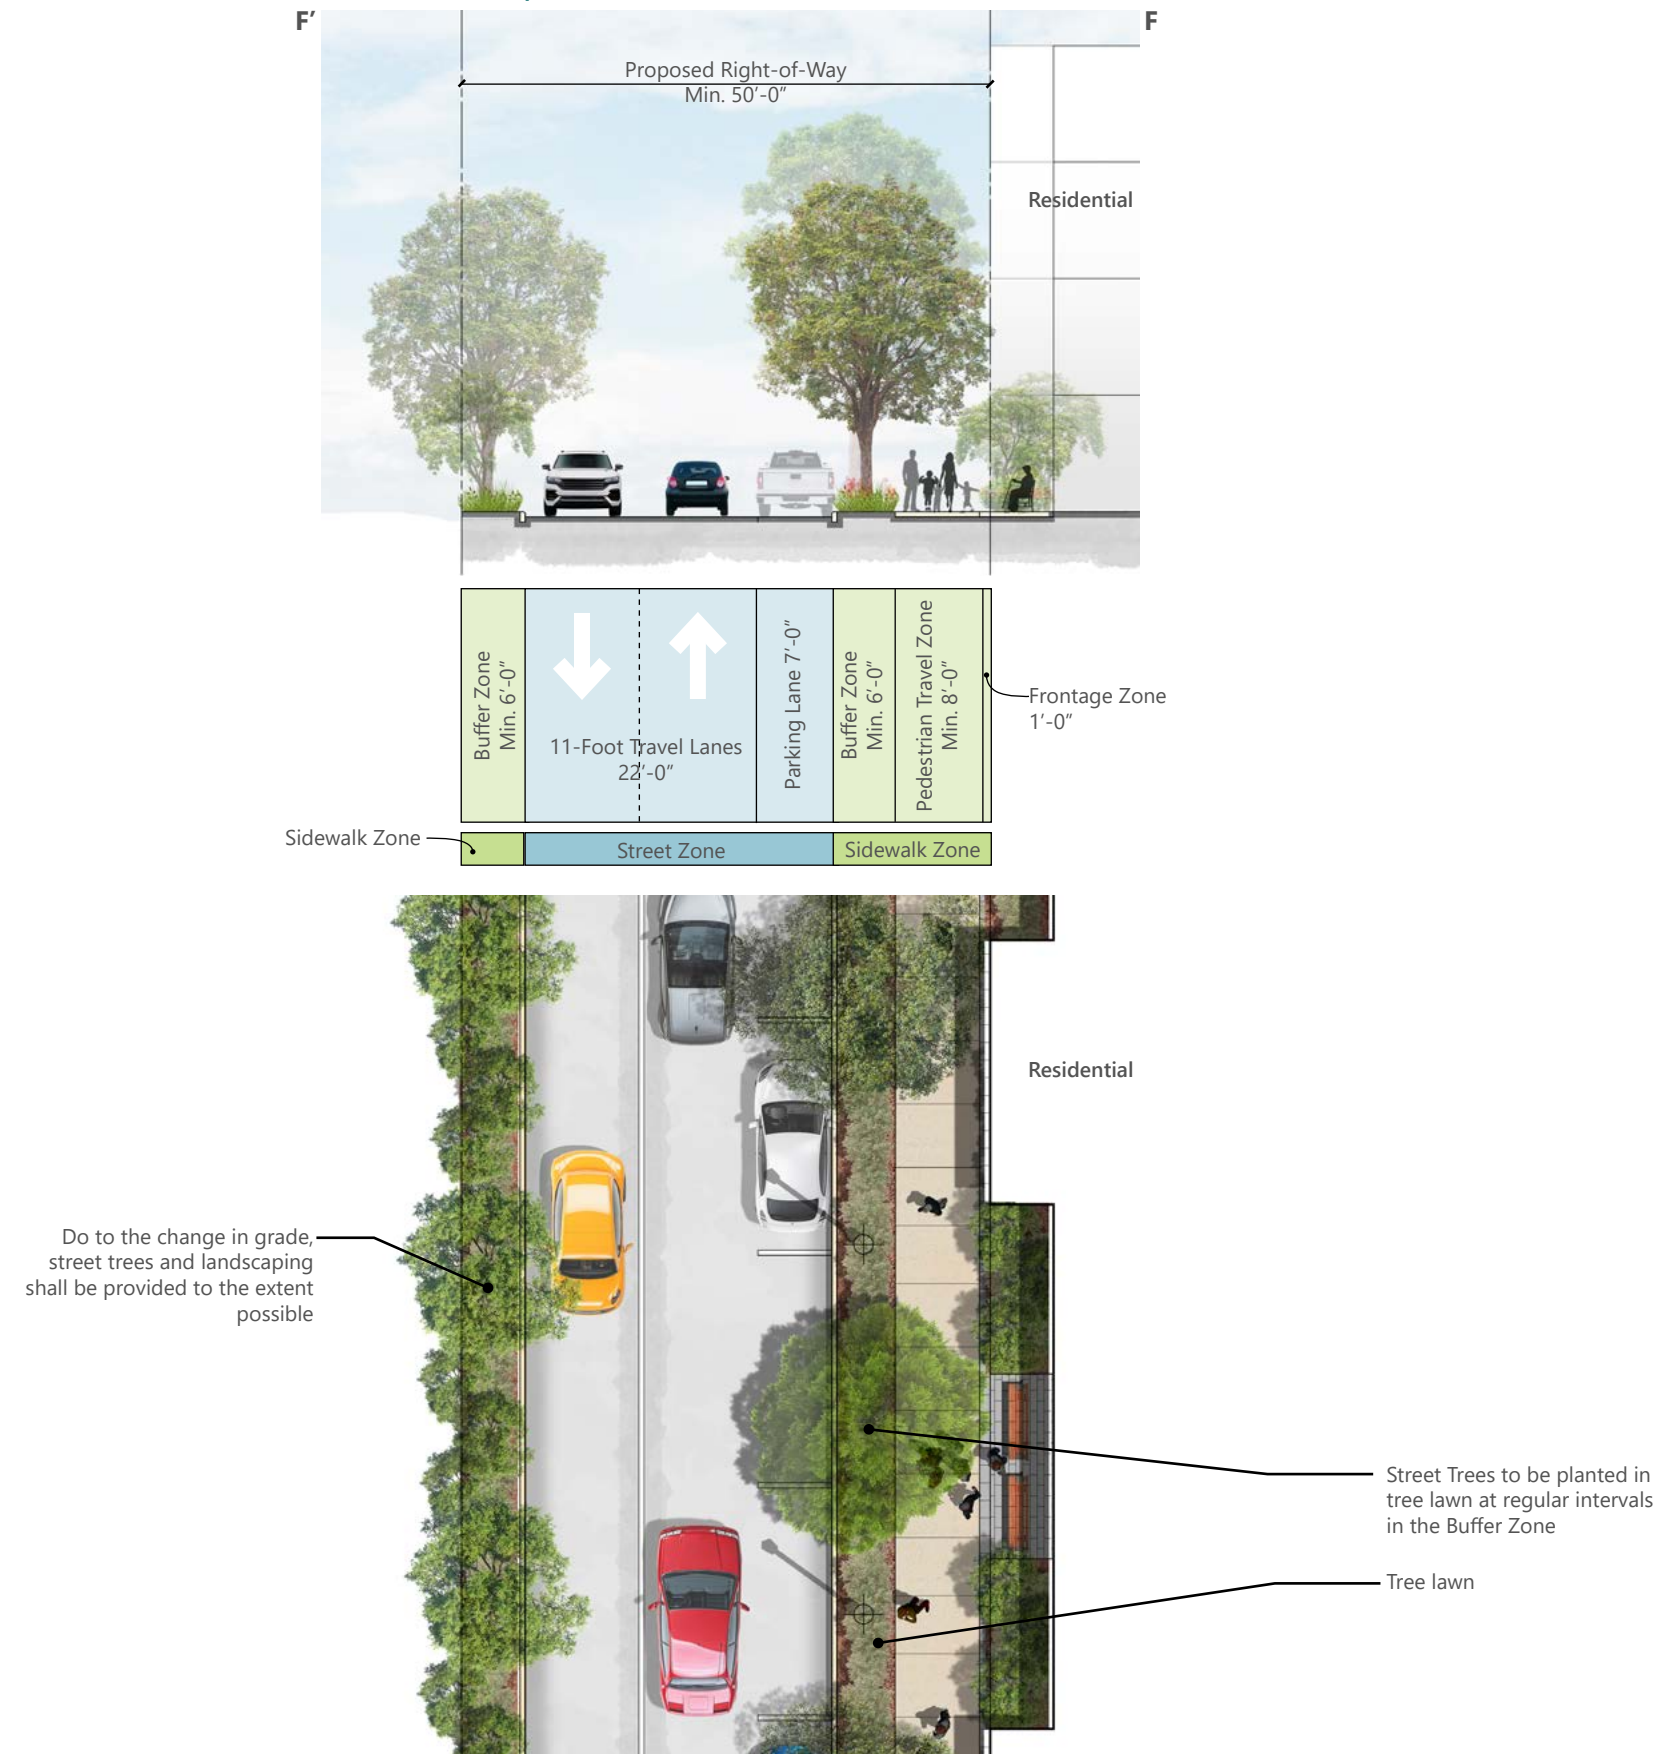 F’
F
Proposed Right-of-Way
Min. 50’-0”
Residential
Buffer Zone
Min. 6’-0”
11-Foot Travel Lanes
22’-0”
Parking Lane 7’-0”
Buffer Zone
Min. 6’-0”
Pedestrian Travel Zone
Min. 8’-0”
Frontage Zone
1’-0”
Sidewalk Zone
Street Zone
Sidewalk Zone
Residential
Do to the change in grade,
street trees and landscaping
shall be provided to the extent
possible
Street Trees to be planted in
tree lawn at regular intervals
in the Buffer Zone
Tree lawn